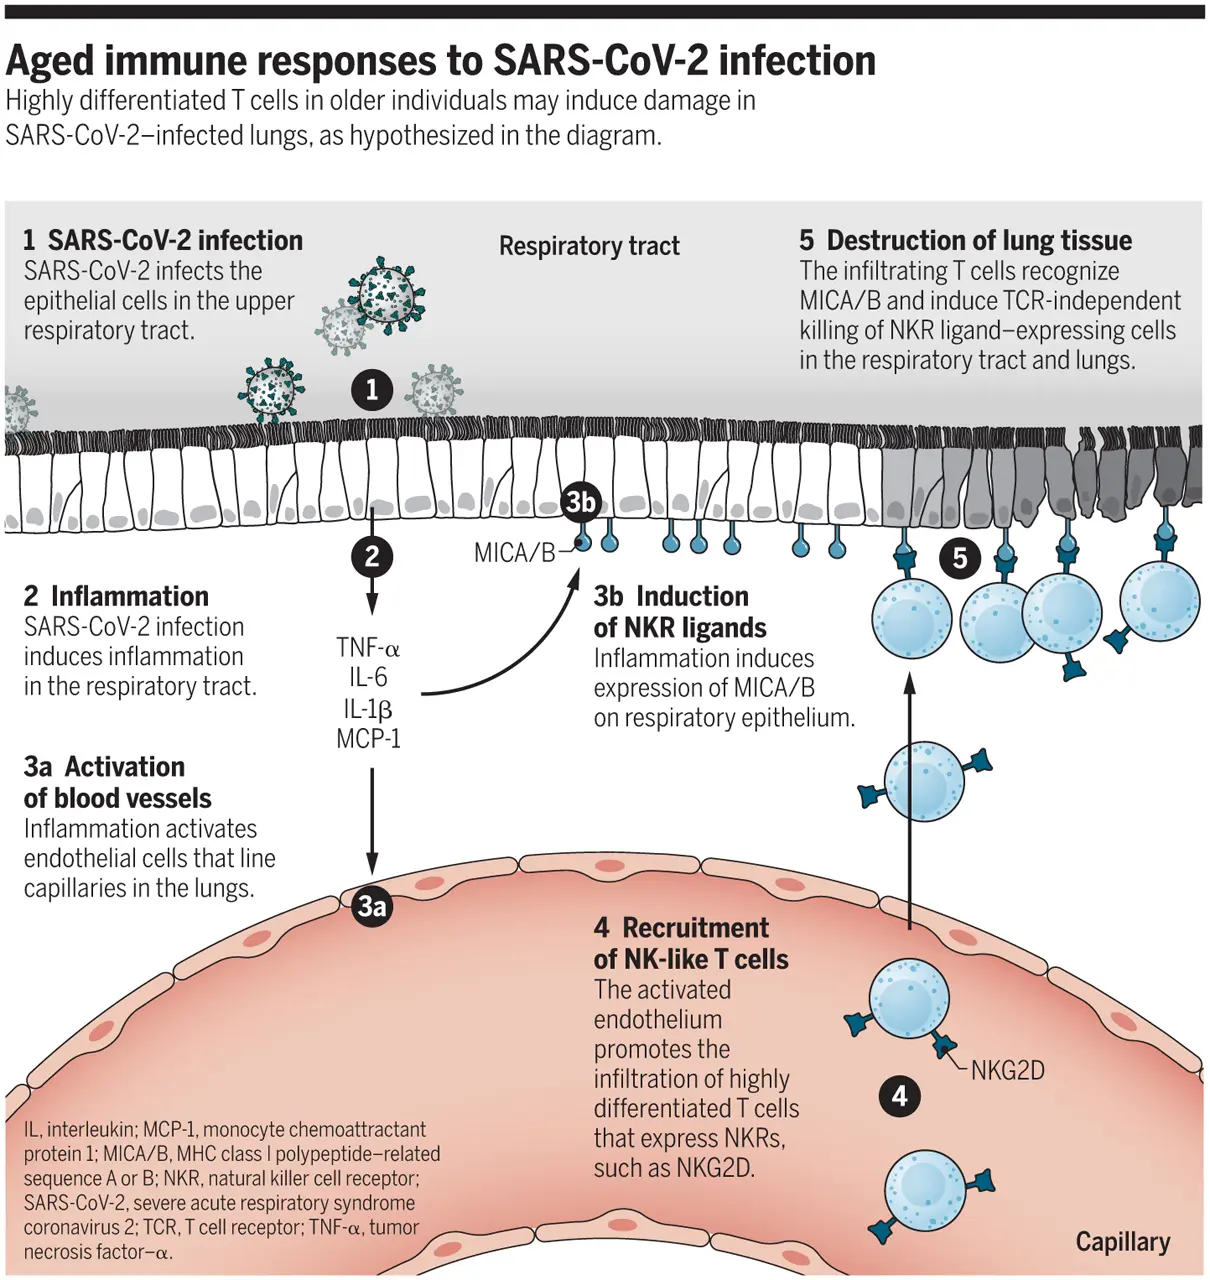 Aged immune responses to SARS-CoV-2 infection
Highly differentiated T cells in older individuals may induce damage in
SARS-CoV-2–infected lungs, as hypothesized in the diagram.
1 SARS-CoV-2 infection
SARS-CoV-2 infects the
epithelial cells in the upper
respiratory tract.
Respiratory tract
5 Destruction of lung tissue
The infiltrating T cells recognize
MICA/B and induce TCR-independent
killing of NKR ligand–expressing cells
in the respiratory tract and lungs.
1
3b
MICA/B
2
5
2 Inflammation
SARS-CoV-2 infection
induces inflammation
in the respiratory tract.
TNF-α
IL-6
IL-1β
MCP-1
3b Induction
of NKR ligands
Inflammation induces
expression of MICA/B
on respiratory epithelium.
3a Activation
of blood vessels
Inflammation activates
endothelial cells that line
capillaries in the lungs.
3a
4 Recruitment
of NK-like T cells
The activated
endothelium
promotes the
infiltration of highly
differentiated T cells
that express NKRs,
such as NKG2D.
NKG2D
4
IL, interleukin; MCP-1, monocyte chemoattractant
protein 1; MICA/B, MHC class I polypeptide–related
sequence A or B; NKR, natural killer cell receptor;
SARS-CoV-2, severe acute respiratory syndrome
coronavirus 2; TCR, T cell receptor; TNF-α, tumor
necrosis factor–α.
Capillary